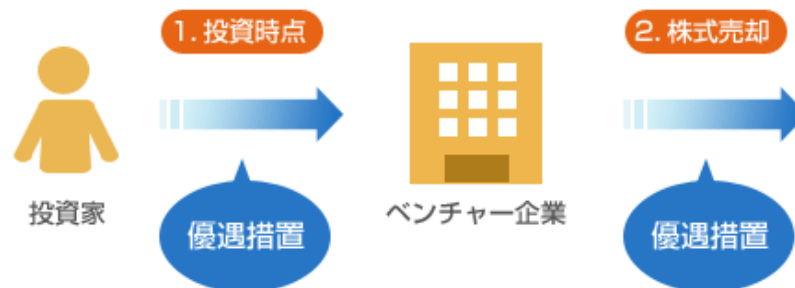 1.投資時点
2.株式売却
投資家
優遇措置
ベンチャー企業
優遇措置